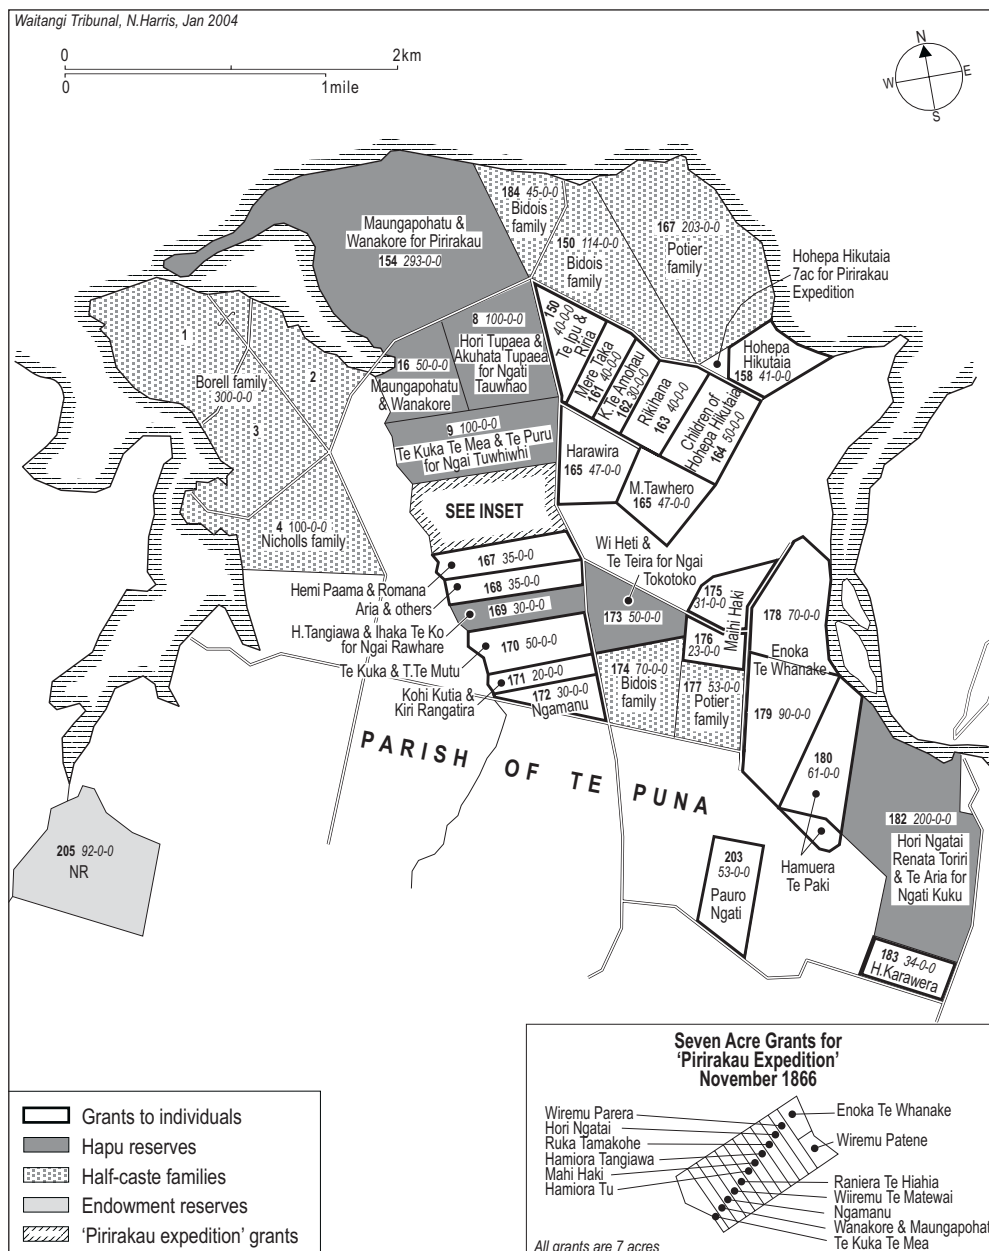 Waitangi Tribunal, N.Harris, Jan 2004
0 2km
0 1mile
N
W E
S
184 45-0-0
Bidois
family
Maungapohatu &
Wanakore for Pirirakau
154 293-0-0
150 114-0-0
Bidois
family
167 203-0-0
Potier
family
Hohepa Hikutaia
7ac for Pirirakau
Expedition
1
2
Borell family
300-0-0
3
4 100-0-0
Nicholls family
8 100-0-0
Hori Tupaea &
Akuhata Tupaea
for Ngati
Tauwhao
16 50-0-0
Maungapohatu
& Wanakore
9 100-0-0
Te Kuka Te Mea & Te Puru
for Ngai Tuwhiwhi
150
40-0-0
Te Ipu &
Riria
Mere Taka
161 40-0-0
K.Te Amohau
162 30-0-0
Rikihana
163 40-0-0
Children of
Hohepa Hikutaia
164 50-0-0
Hohepa
Hikutaia
158 41-0-0
Harawira
165 47-0-0
M.Tawhero
165 47-0-0
SEE INSET
167 35-0-0
Hemi Paama & Romana
168 35-0-0
Aria & others
169 30-0-0
H.Tangiawa & Ihaka Te Ko
for Ngai Rawhare
170 50-0-0
Te Kuka & T.Te Mutu
171 20-0-0
Kohi Kutia &
Kiri Rangatira
172 30-0-0
Ngamanu
Wi Heti &
Te Teira for Ngai
Tokotoko
173 50-0-0
174 70-0-0
Bidois
family
175
31-0-0
176
23-0-0
Maihi Haki
177 53-0-0
Potier
family
178 70-0-0
Enoka
Te Whanake
179 90-0-0
180
61-0-0
Hamuera
Te Paki
182 200-0-0
Hori Ngatai
Renata Toriri
& Te Aria for
Ngati Kuku
183 34-0-0
H.Karawera
203
53-0-0
Pauro
Ngati
205 92-0-0
NR
PARISH OF TE PUNA
Grants to individuals
Hapu reserves
Half-caste families
Endowment reserves
'Pirirakau expedition' grants
Seven Acre Grants for
'Pirirakau Expedition'
November 1866
Wiremu Parera
Hori Ngatai
Ruka Tamakohe
Hamiora Tangiawa
Mahi Haki
Hamiora Tu
Enoka Te Whanake
Wiremu Patene
Raniera Te Hiahia
Wiiremu Te Matewai
Ngamanu
Wanakore & Maungapohat
Te Kuka Te Mea
All grants are 7 acres